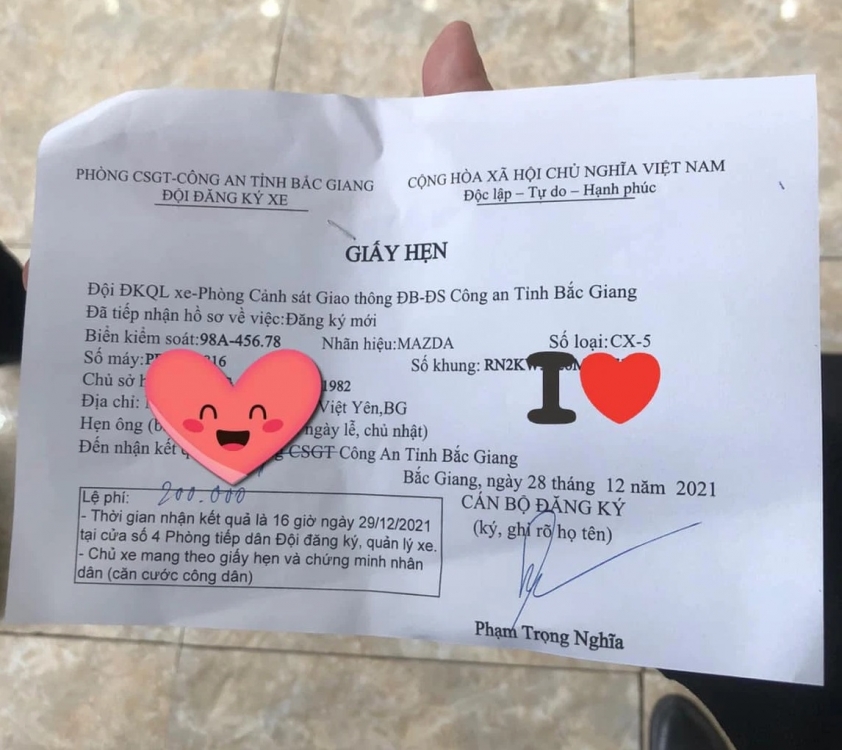 PHÒNG CSGT-CÔNG AN TỈNH BẮC GIANG
ĐỘI ĐĂNG KÝ XE
CỘNG HÒA XÃ HỘI CHỦ NGHĨA VIỆT NAM
Độc lập – Tự do – Hạnh phúc
GIẤY HẸN
Đội ĐKQL xe-Phòng Cảnh sát Giao thông ĐB-ĐS Công an Tỉnh Bắc Giang
Đã tiếp nhận hồ sơ về việc:Đăng ký mới
Biển kiểm soát:98A-456.78 Nhãn hiệu:MAZDA Số loại:CX-5
Số máy: 16 Số khung: RN2K
Chủ sở 1982
Địa chỉ: Việt Yên,BG
Hẹn ông ngày lễ, chủ nhật)
Đến nhận kết CSGT Công An Tỉnh Bắc Giang
Bắc Giang, ngày 28 tháng 12 năm 2021
CÁN BỘ ĐĂNG KÝ
(ký, ghi rõ họ tên)
Phạm Trọng Nghĩa
Lệ phí: 200.000
- Thời gian nhận kết quả là 16 giờ ngày 29/12/2021
tại cửa số 4 Phòng tiếp dân Đội đăng ký, quản lý xe.
- Chủ xe mang theo giấy hẹn và chứng minh nhân
dân (căn cước công dân)
I